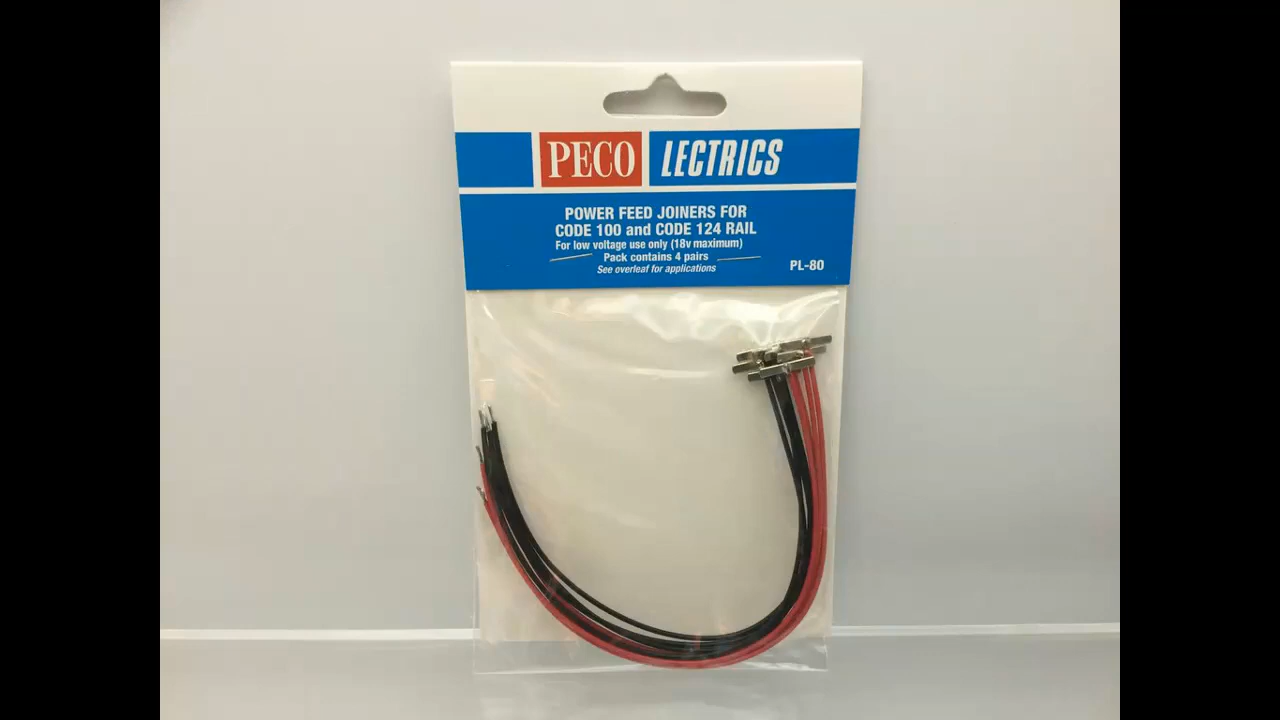 PECO LECTRICS
POWER FEED JOINERS FOR
CODE 100 and CODE 124 RAIL
For low voltage use only (18v maximum)
Pack contains 4 pairs
See overleaf for applications
PL-80